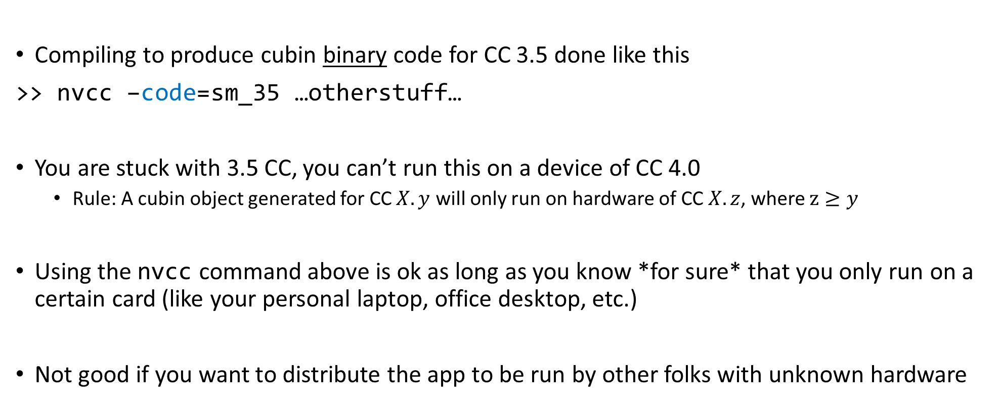 • Compiling to produce cubin binary code for CC 3.5 done like this
>> nvcc –code=sm_35 …otherstuff…
• You are stuck with 3.5 CC, you can’t run this on a device of CC 4.0
• Rule: A cubin object generated for CC X.y will only run on hardware of CC X.z, where z ≥ y
• Using the nvcc command above is ok as long as you know *for sure* that you only run on a
certain card (like your personal laptop, office desktop, etc.)
• Not good if you want to distribute the app to be run by other folks with unknown hardware